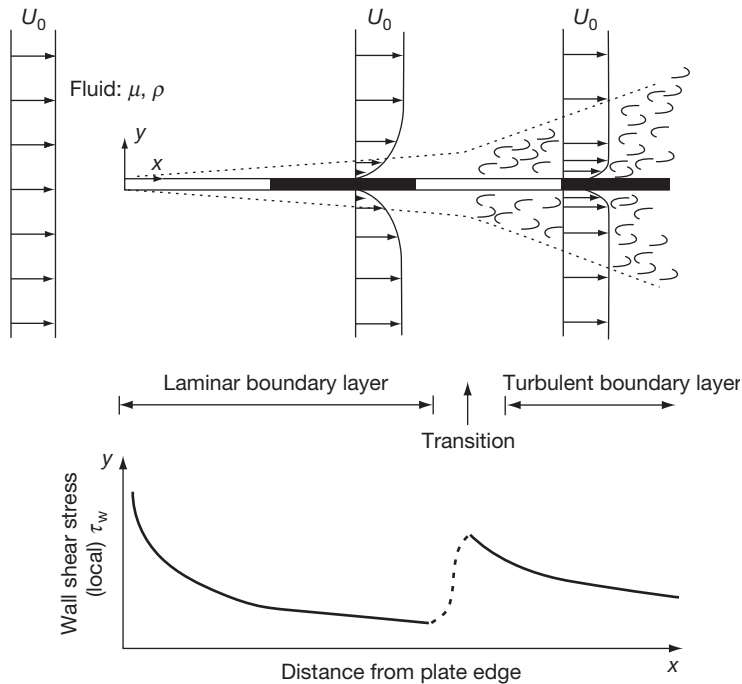 U0 U0 U0
Fluid: μ, ρ
y
x
Laminar boundary layer Turbulent boundary layer
Transition
y
Wall shear stress
(local) τw
Distance from plate edge x